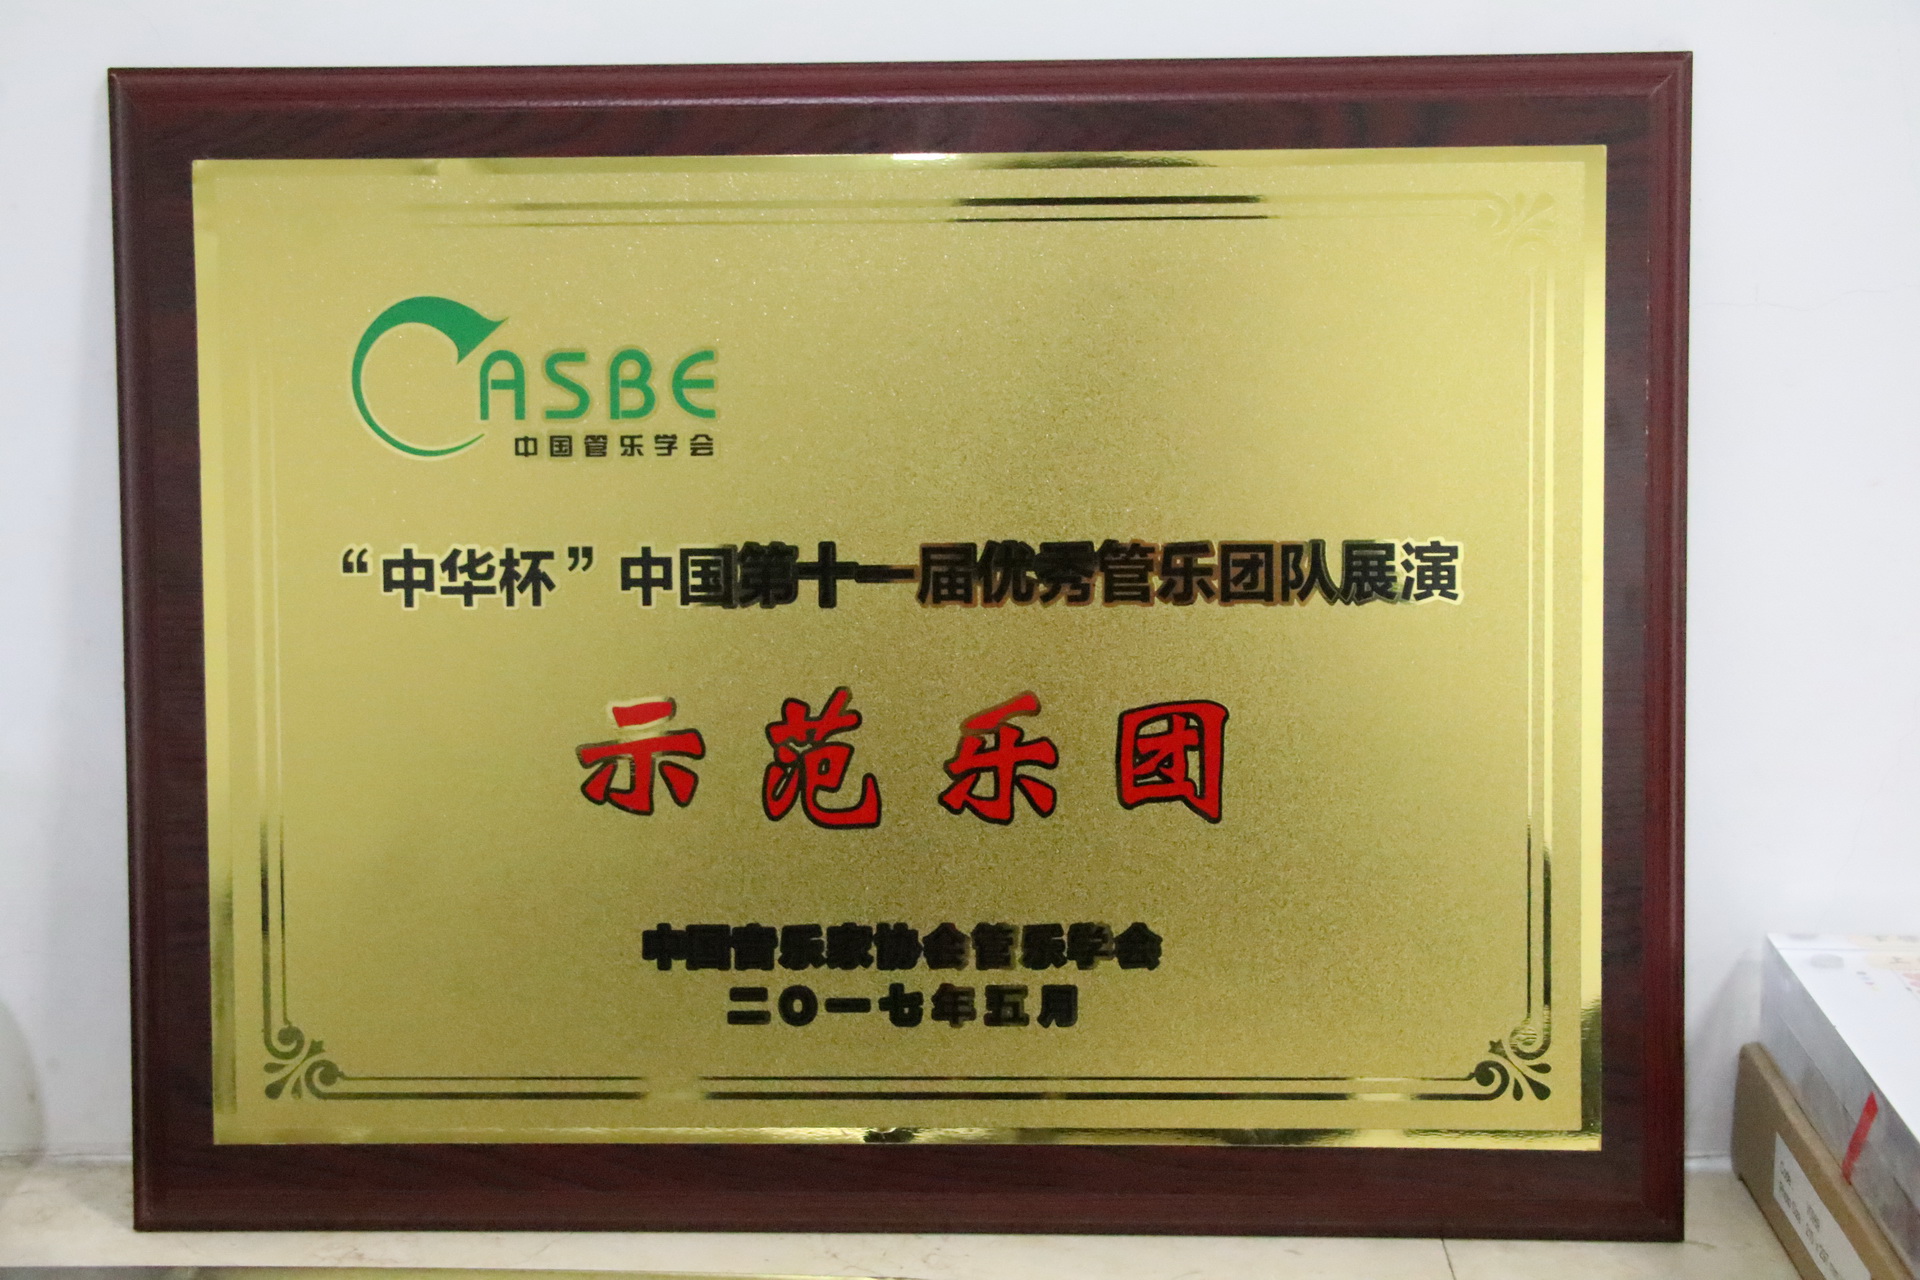 CASBE
中国管乐学会
“中华杯”中国第十一届优秀管乐团队展演
示范乐团
中国音乐家协会管乐学会
二〇一七年五月